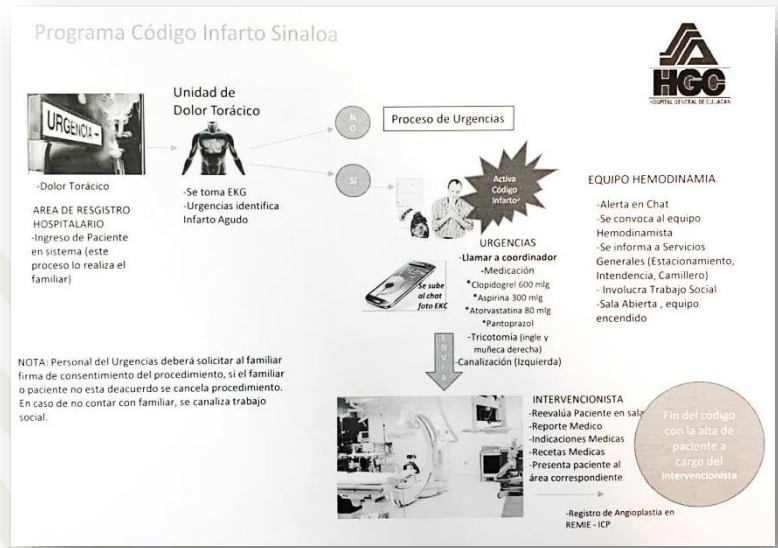 Programa Código Infarto Sinaloa
HGC
HOSPITAL GENERAL DE CULIACAN
URGENCIA
-Dolor Torácico
AREA DE RESGISTRO
HOSPITALARIO
-Ingreso de Paciente
en sistema (este
proceso lo realiza el
familiar)
Unidad de
Dolor Torácico
-Se toma EKG
-Urgencias identifica
Infarto Agudo
NO
Proceso de Urgencias
Si
Activa
Código
Infarto
URGENCIAS
-Llamar a coordinador
-Medicación
*Clopidogrel 600 mlg
*Aspirina 300 mlg
*Atorvastatina 80 mlg
*Pantoprazol
-Tricotomía (ingle y
muñeca derecha)
-Canalización (Izquierda)
Se sube
al chat
foto EKC
ENVIA
EQUIPO HEMODINAMIA
-Alerta en Chat
-Se convoca al equipo
Hemodinamista
-Se informa a Servicios
Generales (Estacionamiento,
Intendencia, Camillero)
- Involucra Trabajo Social
-Sala Abierta , equipo
encendido
NOTA: Personal del Urgencias deberá solicitar al familiar
firma de consentimiento del procedimiento, si el familiar
o paciente no esta deacuerdo se cancela procedimiento.
En caso de no contar con familiar, se canaliza trabajo
social.
INTERVENCIONISTA
-Reevalúa Paciente en sala
-Reporte Medico
-Indicaciones Medicas
-Recetas Medicas
-Presenta paciente al
área correspondiente
Fin del código
con la alta de
paciente a
cargo del
Intervencionista
-Registro de Angioplastia en
REMIE - ICP